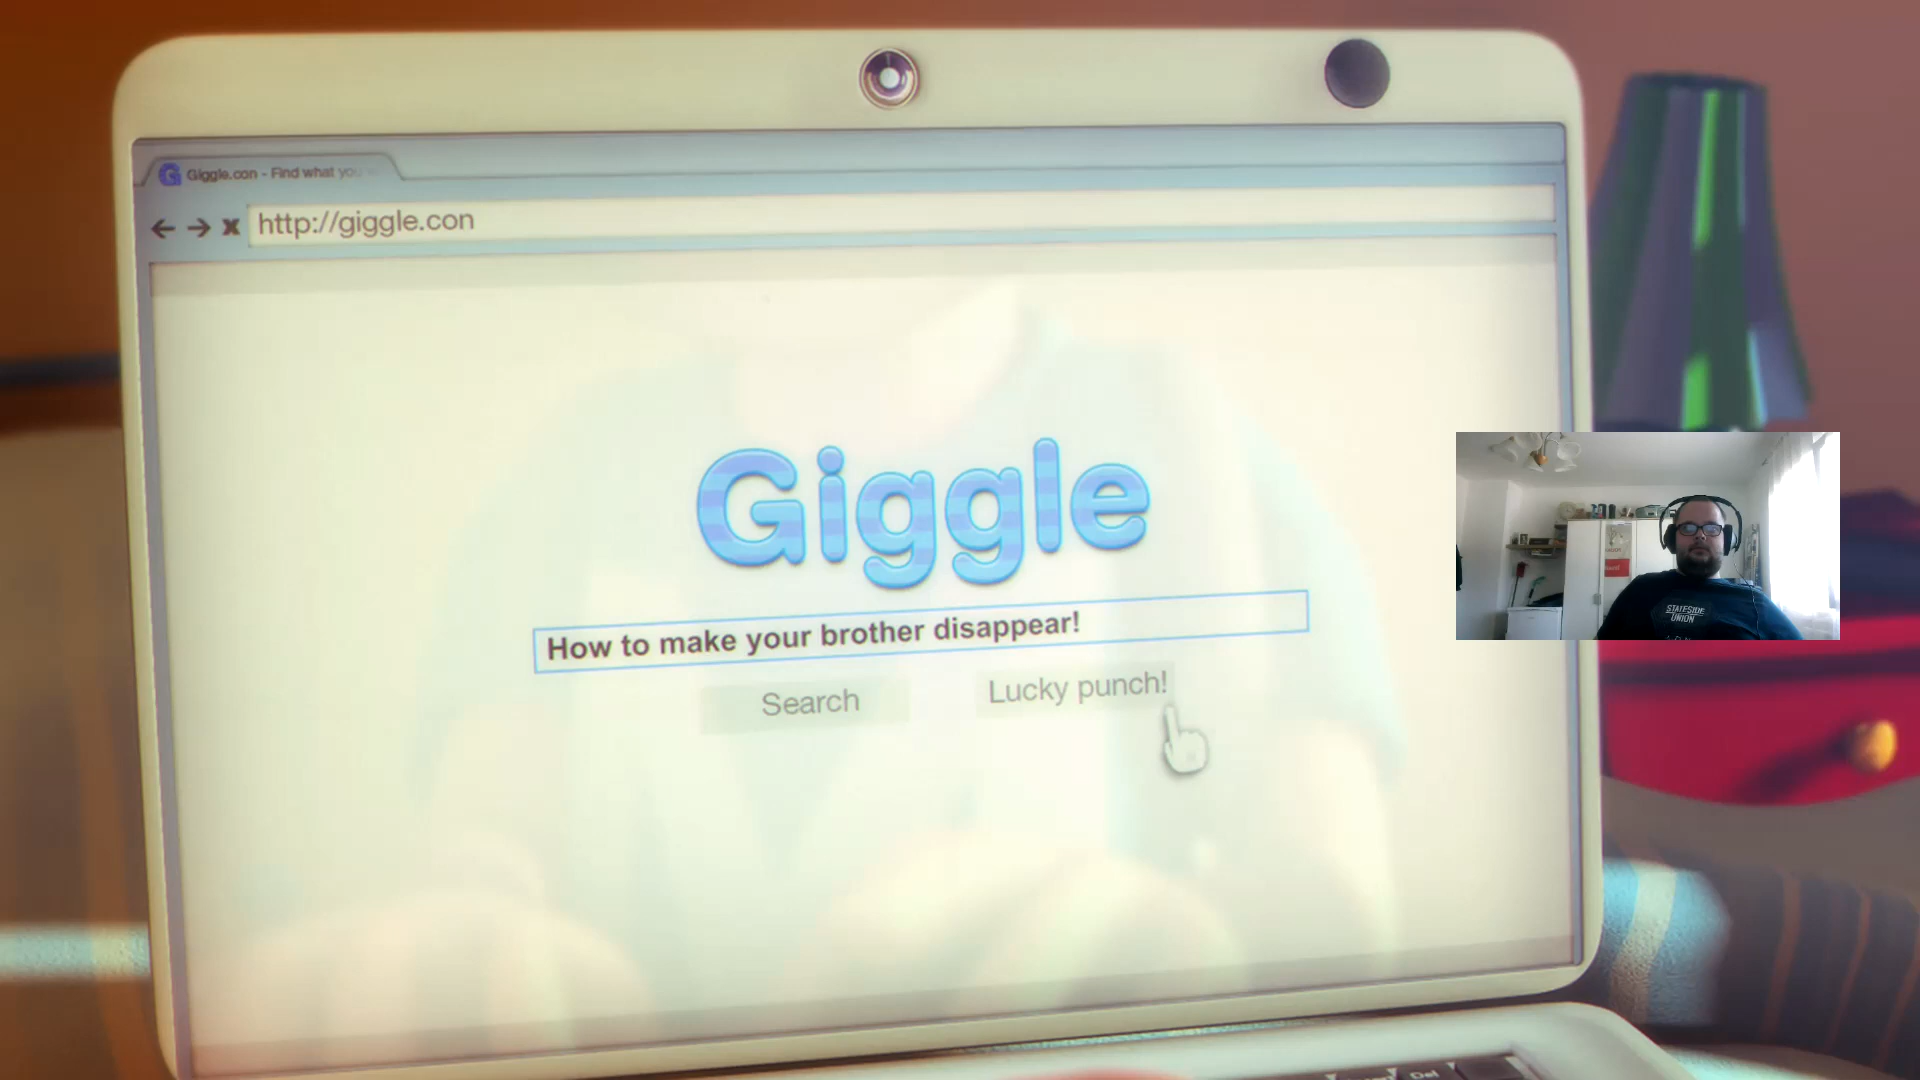 Giggle.con - Find what you
http://giggle.con
Giggle
How to make your brother disappear!
Search
Lucky punch!
STATESIDE
UNION
Del